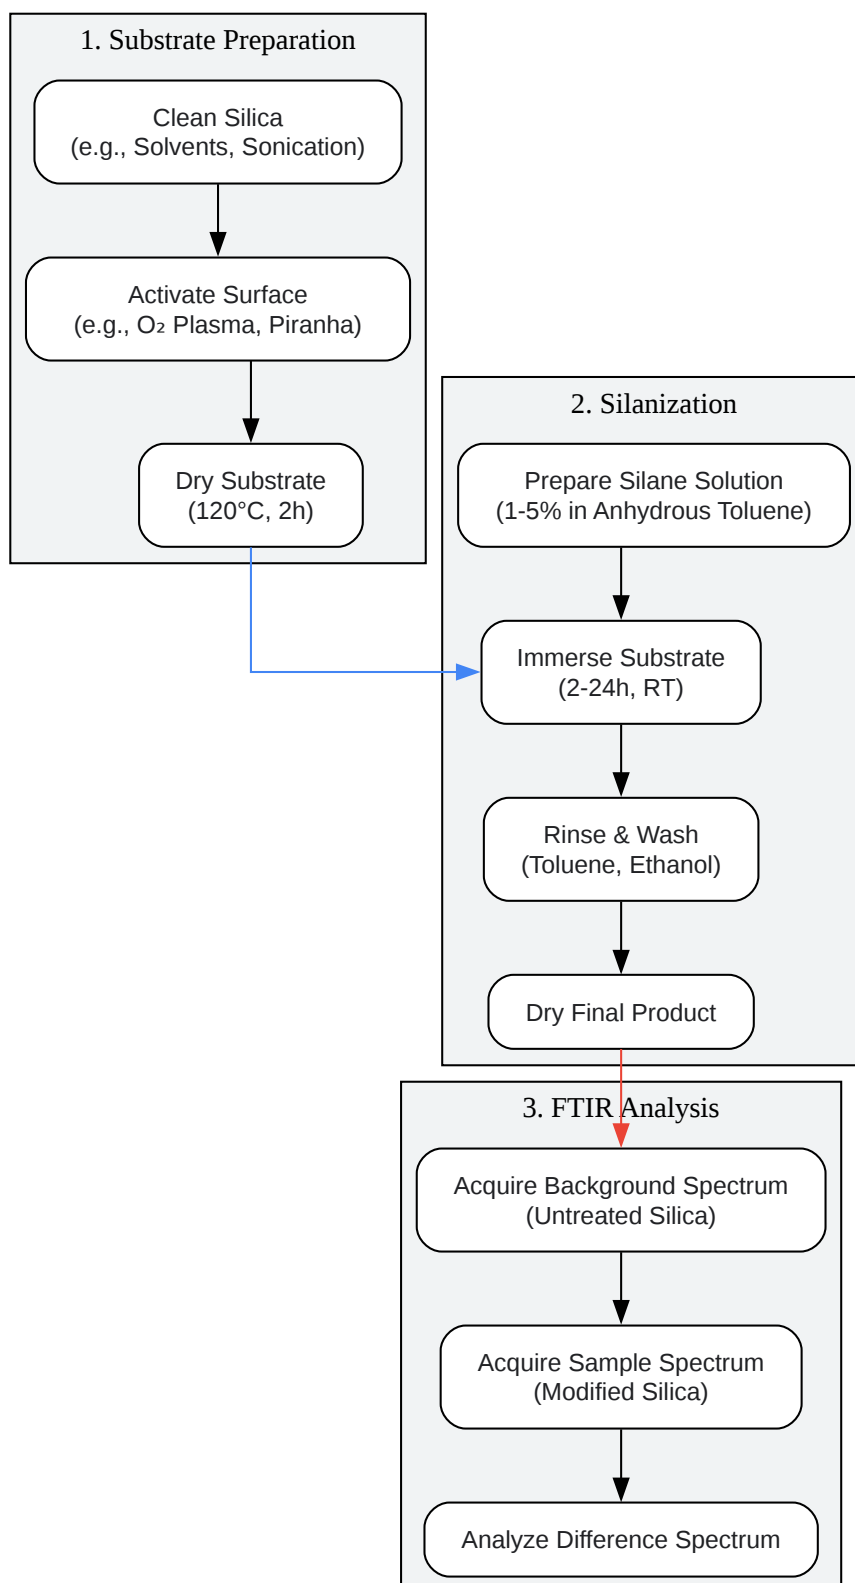 1. Substrate Preparation
Clean Silica
(e.g., Solvents, Sonication)
Activate Surface
(e.g., O₂ Plasma, Piranha)
Dry Substrate
(120°C, 2h)
2. Silanization
Prepare Silane Solution
(1-5% in Anhydrous Toluene)
Immerse Substrate
(2-24h, RT)
Rinse & Wash
(Toluene, Ethanol)
Dry Final Product
3. FTIR Analysis
Acquire Background Spectrum
(Untreated Silica)
Acquire Sample Spectrum
(Modified Silica)
Analyze Difference Spectrum